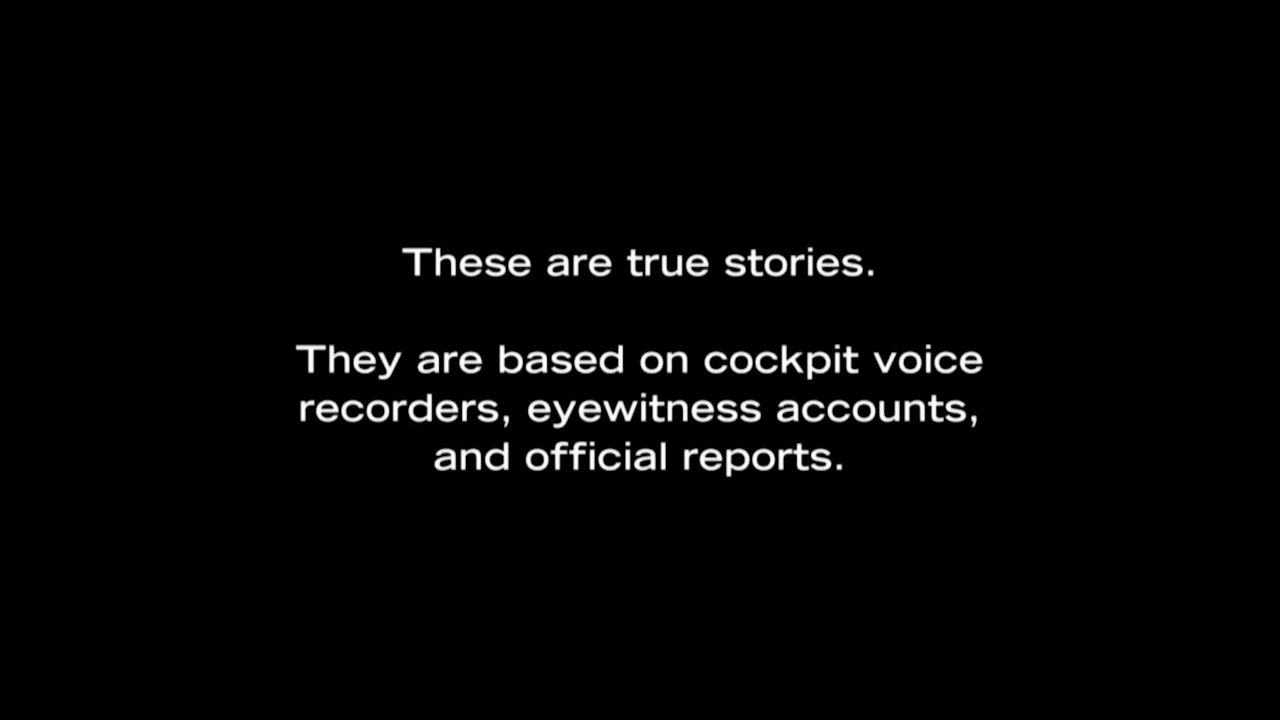 These are true stories.
They are based on cockpit voice
recorders, eyewitness accounts,
and official reports.